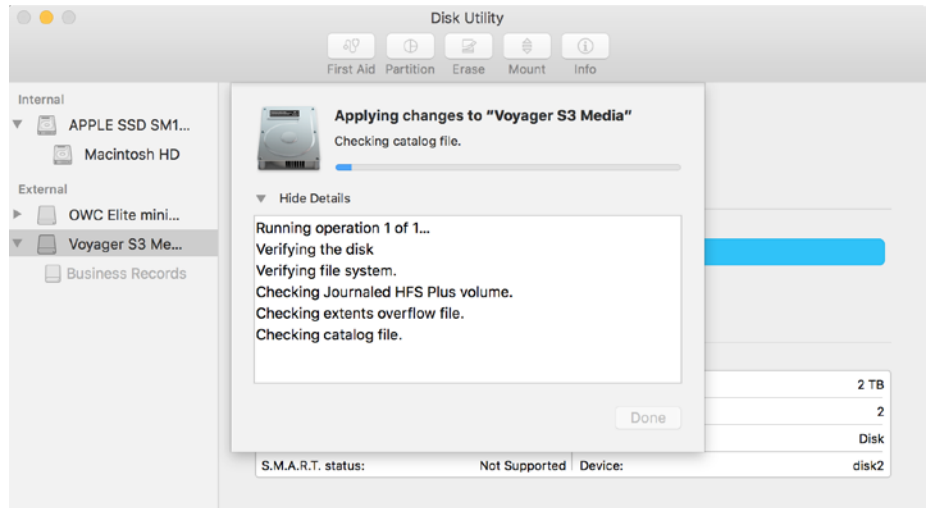 Disk Utility
First Aid Partition Erase Mount Info
Internal
APPLE SSD SM1...
Macintosh HD
External
OWC Elite mini...
Voyager S3 Me...
Business Records
Applying changes to “Voyager S3 Media”
Checking catalog file.
Hide Details
Running operation 1 of 1...
Verifying the disk
Verifying file system.
Checking Journaled HFS Plus volume.
Checking extents overflow file.
Checking catalog file.
Done
2 TB
2
Disk
S.M.A.R.T. status: Not Supported Device: disk2